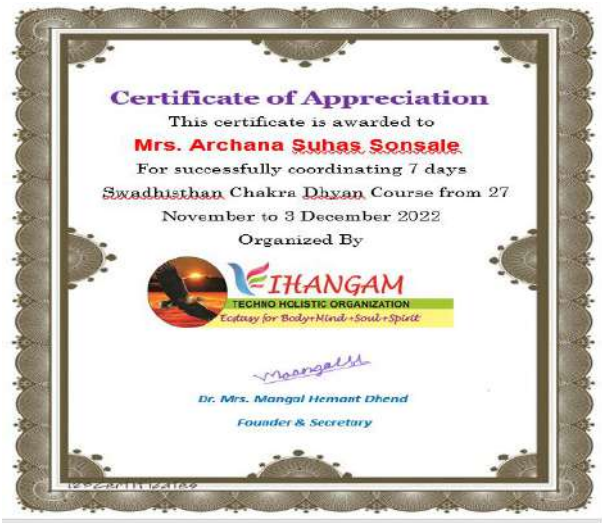 Certificate of Appreciation
This certificate is awarded to
Mrs. Archana Suhas Sonsale
For successfully coordinating 7 days
Swadhisthan Chakra Dhyan Course from 27
November to 3 December 2022
Organized By
VIHANGAM
TECHNO HOLISTIC ORGANIZATION
Ecstasy for Body+Mind+Soul+Spirit
Maangal
Dr. Mrs. Mangal Hemant Dhend
Founder & Secretary
123certificates